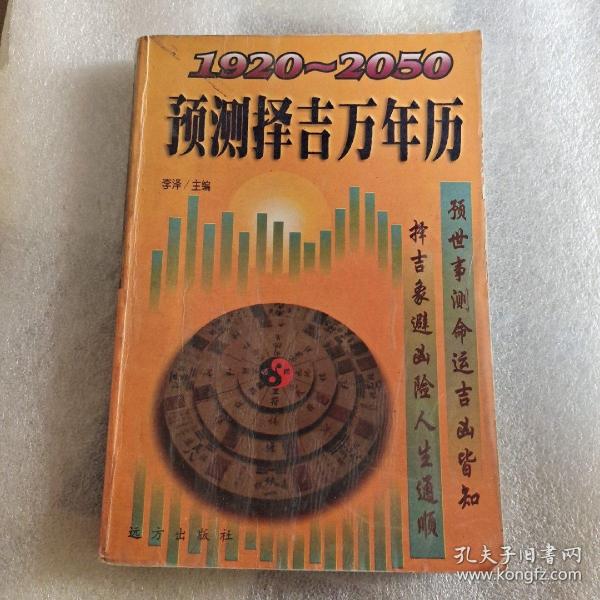 1920~2050
预测择吉万年历
李泽/主编
预世事测命运吉凶皆知
择吉象避凶险人生通顺
远方出版社
孔夫子旧书网
www.kongfz.com